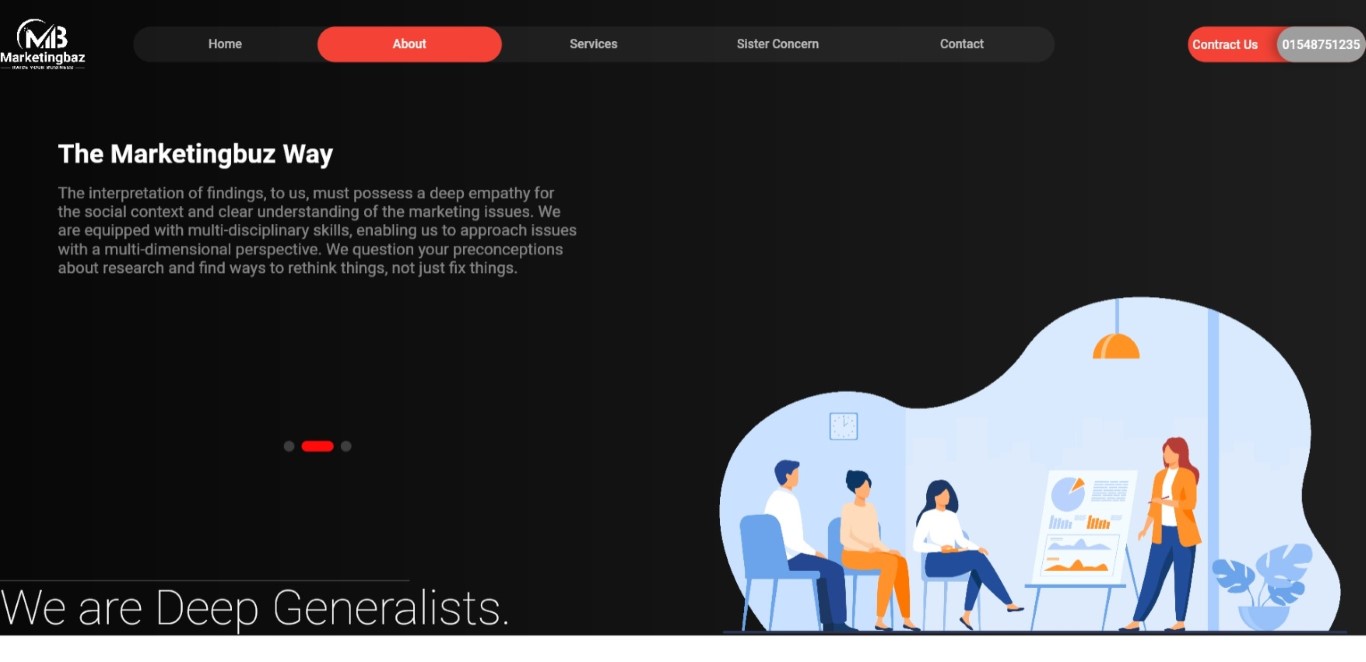 MB
Marketingbaz
Home
About
Services
Sister Concern
Contact
Contract Us
01548751235
The Marketingbuz Way
The interpretation of findings, to us, must possess a deep empathy for
the social context and clear understanding of the marketing issues. We
are equipped with multi-disciplinary skills, enabling us to approach issues
with a multi-dimensional perspective. We question your preconceptions
about research and find ways to rethink things, not just fix things.
We are Deep Generalists.